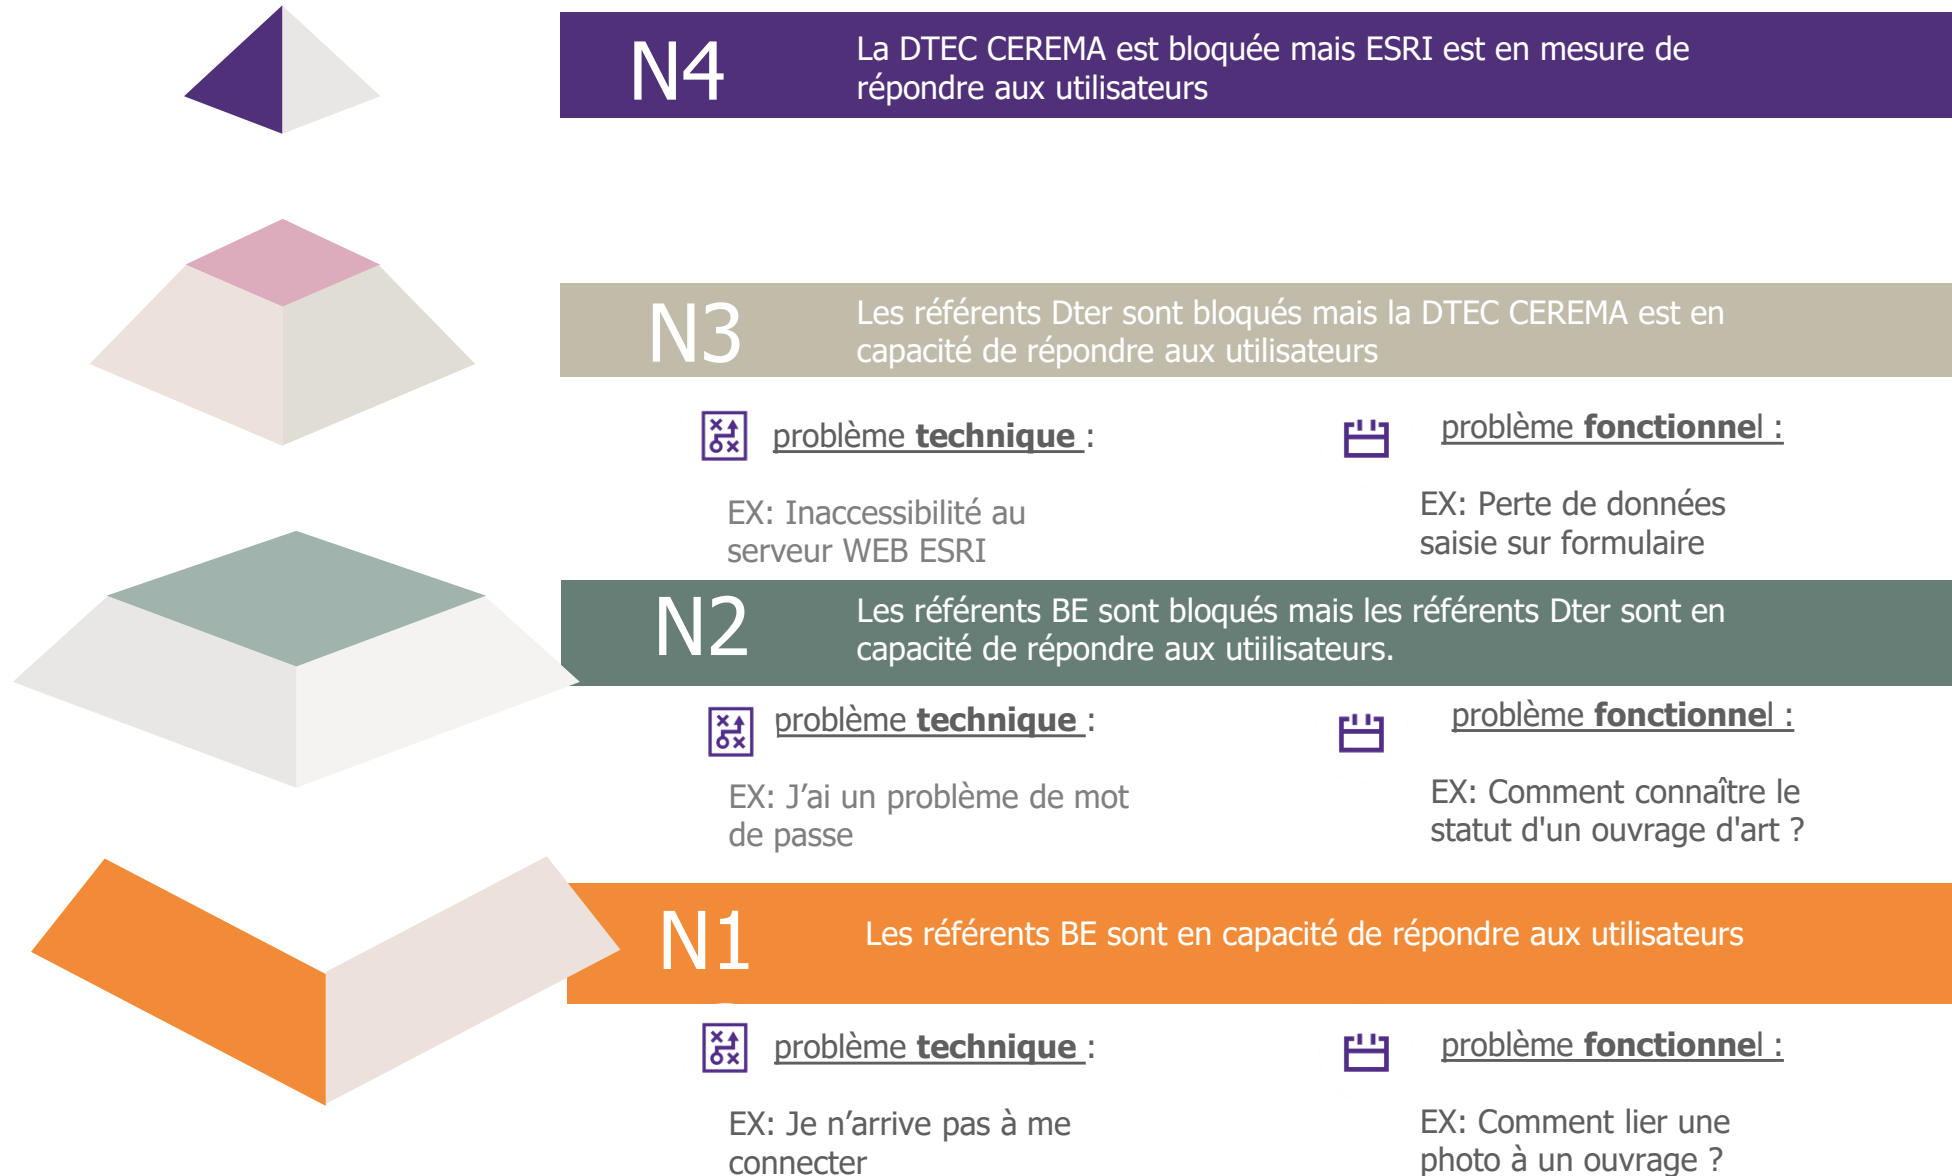 N4
La DTEC CEREMA est bloquée mais ESRI est en mesure de
répondre aux utilisateurs
N3
Les référents Dter sont bloqués mais la DTEC CEREMA est en
capacité de répondre aux utilisateurs
problème technique :
problème fonctionnel :
EX: Inaccessibilité au
serveur WEB ESRI
EX: Perte de données
saisie sur formulaire
N2
Les référents BE sont bloqués mais les référents Dter sont en
capacité de répondre aux utiilisateurs.
problème technique :
problème fonctionnel :
EX: J’ai un problème de mot
de passe
EX: Comment connaître le
statut d'un ouvrage d'art ?
N1
Les référents BE sont en capacité de répondre aux utilisateurs
problème technique :
problème fonctionnel :
EX: Je n’arrive pas à me
connecter
EX: Comment lier une
photo à un ouvrage ?